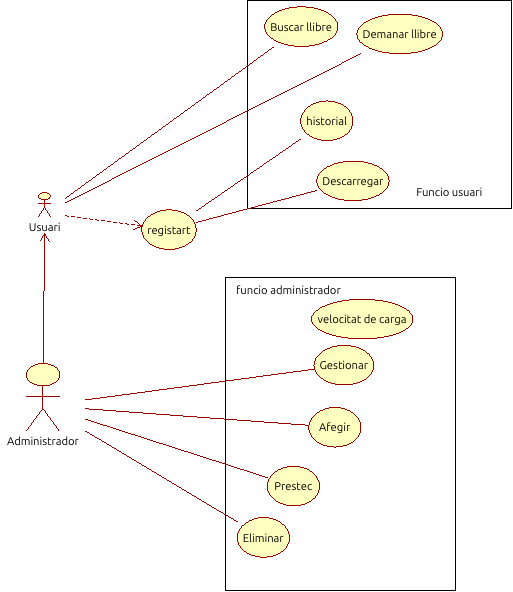 Buscar llibre
Demanar llibre
historial
Descarregar
Funcio usuari
Usuari
registart
funcio administrador
velocitat de carga
Gestionar
Administrador
Afegir
Prestec
Eliminar